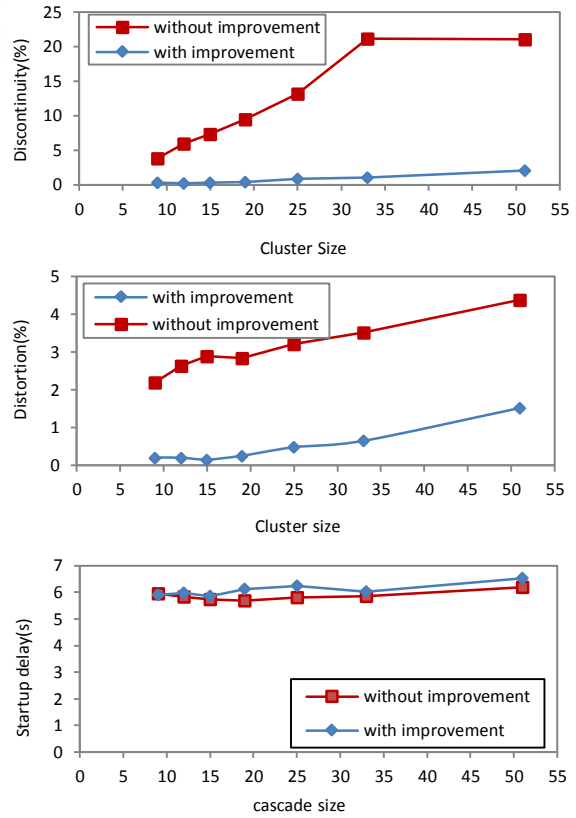 without improvement
with improvement
Discontinuity(%)
25
20
15
10
5
0
0 5 10 15 20 25 30 35 40 45 50 55
Cluster Size
with improvement
without improvement
Distortion(%)
5
4
3
2
1
0
0 5 10 15 20 25 30 35 40 45 50 55
Cluster size
Startup delay(s)
7
6
5
4
3
2
1
0
without improvement
with improvement
0 5 10 15 20 25 30 35 40 45 50 55
cascade size